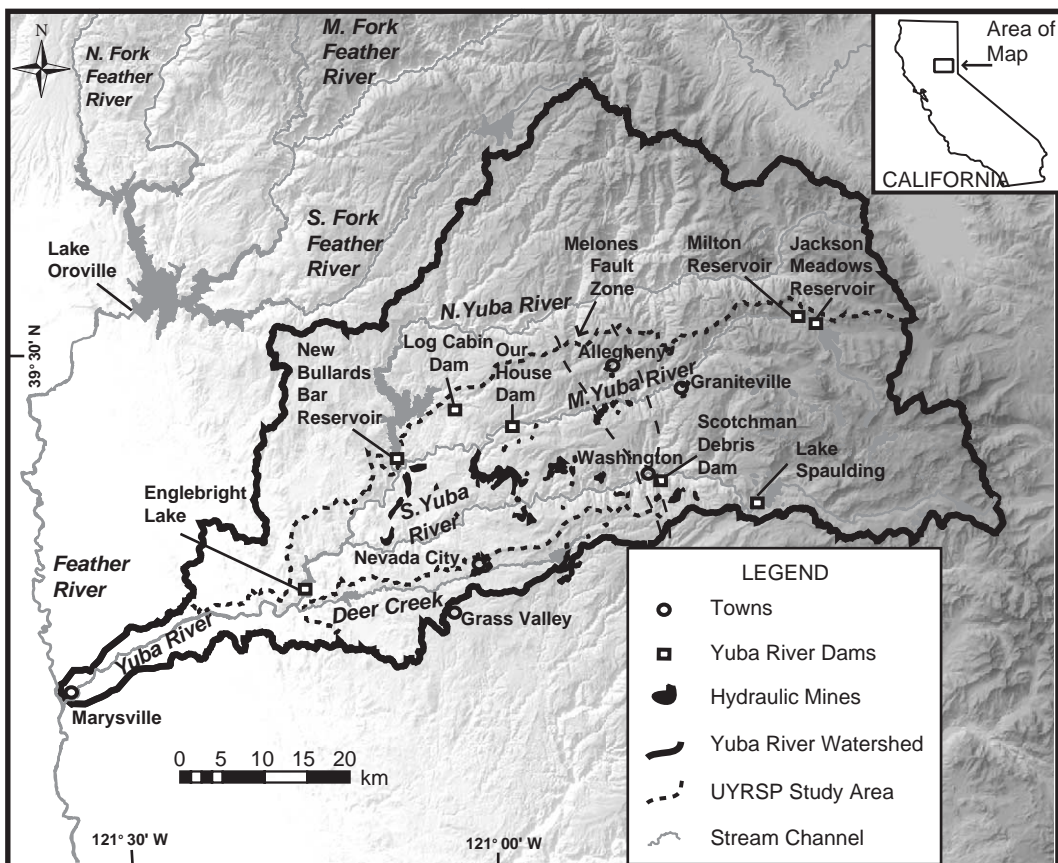 N
N. Fork
Feather
River
M. Fork
Feather
River
Area of
Map
CALIFORNIA
S. Fork
Feather
River
Lake
Oroville
Melones
Fault
Zone
Milton
Reservoir
Jackson
Meadows
Reservoir
N.Yuba River
39° 30' N
New
Bullards
Bar
Reservoir
Log Cabin
Dam
Our
House
Dam
Allegheny
M.Yuba River
Graniteville
Scotchman
Debris
Dam
Washington
Lake
Spaulding
Englebright
Lake
S.Yuba
River
Nevada City
Feather
River
Deer Creek
Grass Valley
Yuba River
Marysville
0 5 10 15 20
km
121° 30' W
121° 00' W
LEGEND
Towns
Yuba River Dams
Hydraulic Mines
Yuba River Watershed
UYRSP Study Area
Stream Channel